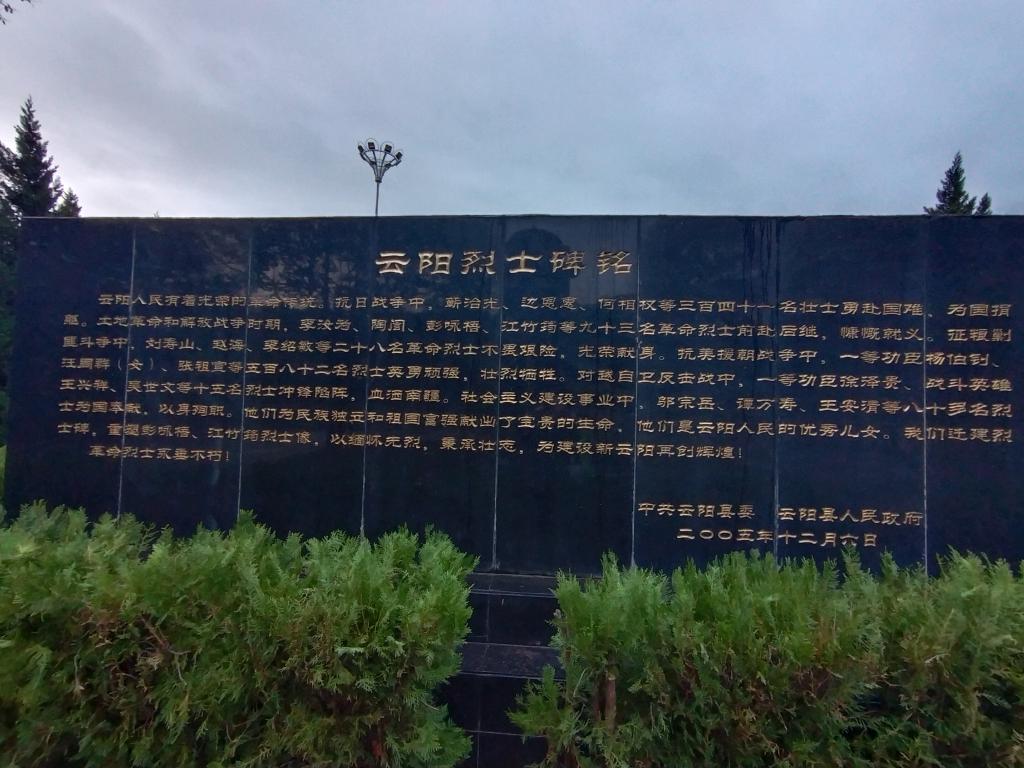 云阳烈士碑铭
云阳人民有着光荣的革命传统。抗日战争中，靳治光、边思惠、何相权等三百四十一名壮士勇赴国难、为国捐
躯。土地革命和解放战争时期，李汝为、陶闿、彭咏梧、江竹筠等九十三名革命烈士前赴后继，慷慨就义。征粮剿
匪斗争中，刘寿山、赵海、李绍敏等二十八名革命烈士不畏艰险，光荣献身。抗美援朝战争中，一等功臣杨伯钊、
汪周群（女）、张祖宣等五百八十二名烈士英勇顽强，壮烈牺牲。对越自卫反击战中，一等功臣徐泽贵、战斗英雄
王兴祥、吴世文等十五名烈士冲锋陷阵，血洒南疆。社会主义建设事业中，邬宗岳、谭万寿、王安清等八十多名烈
士为国奉献，以身殉职。他们为民族独立和祖国富强献出了宝贵的生命，他们是云阳人民的优秀儿女。我们迁建烈
士碑，重塑彭咏梧、江竹筠烈士像，以缅怀先烈，秉承壮志，为建设新云阳再创辉煌！
革命烈士永垂不朽！
中共云阳县委 云阳县人民政府
二〇〇五年十二月六日